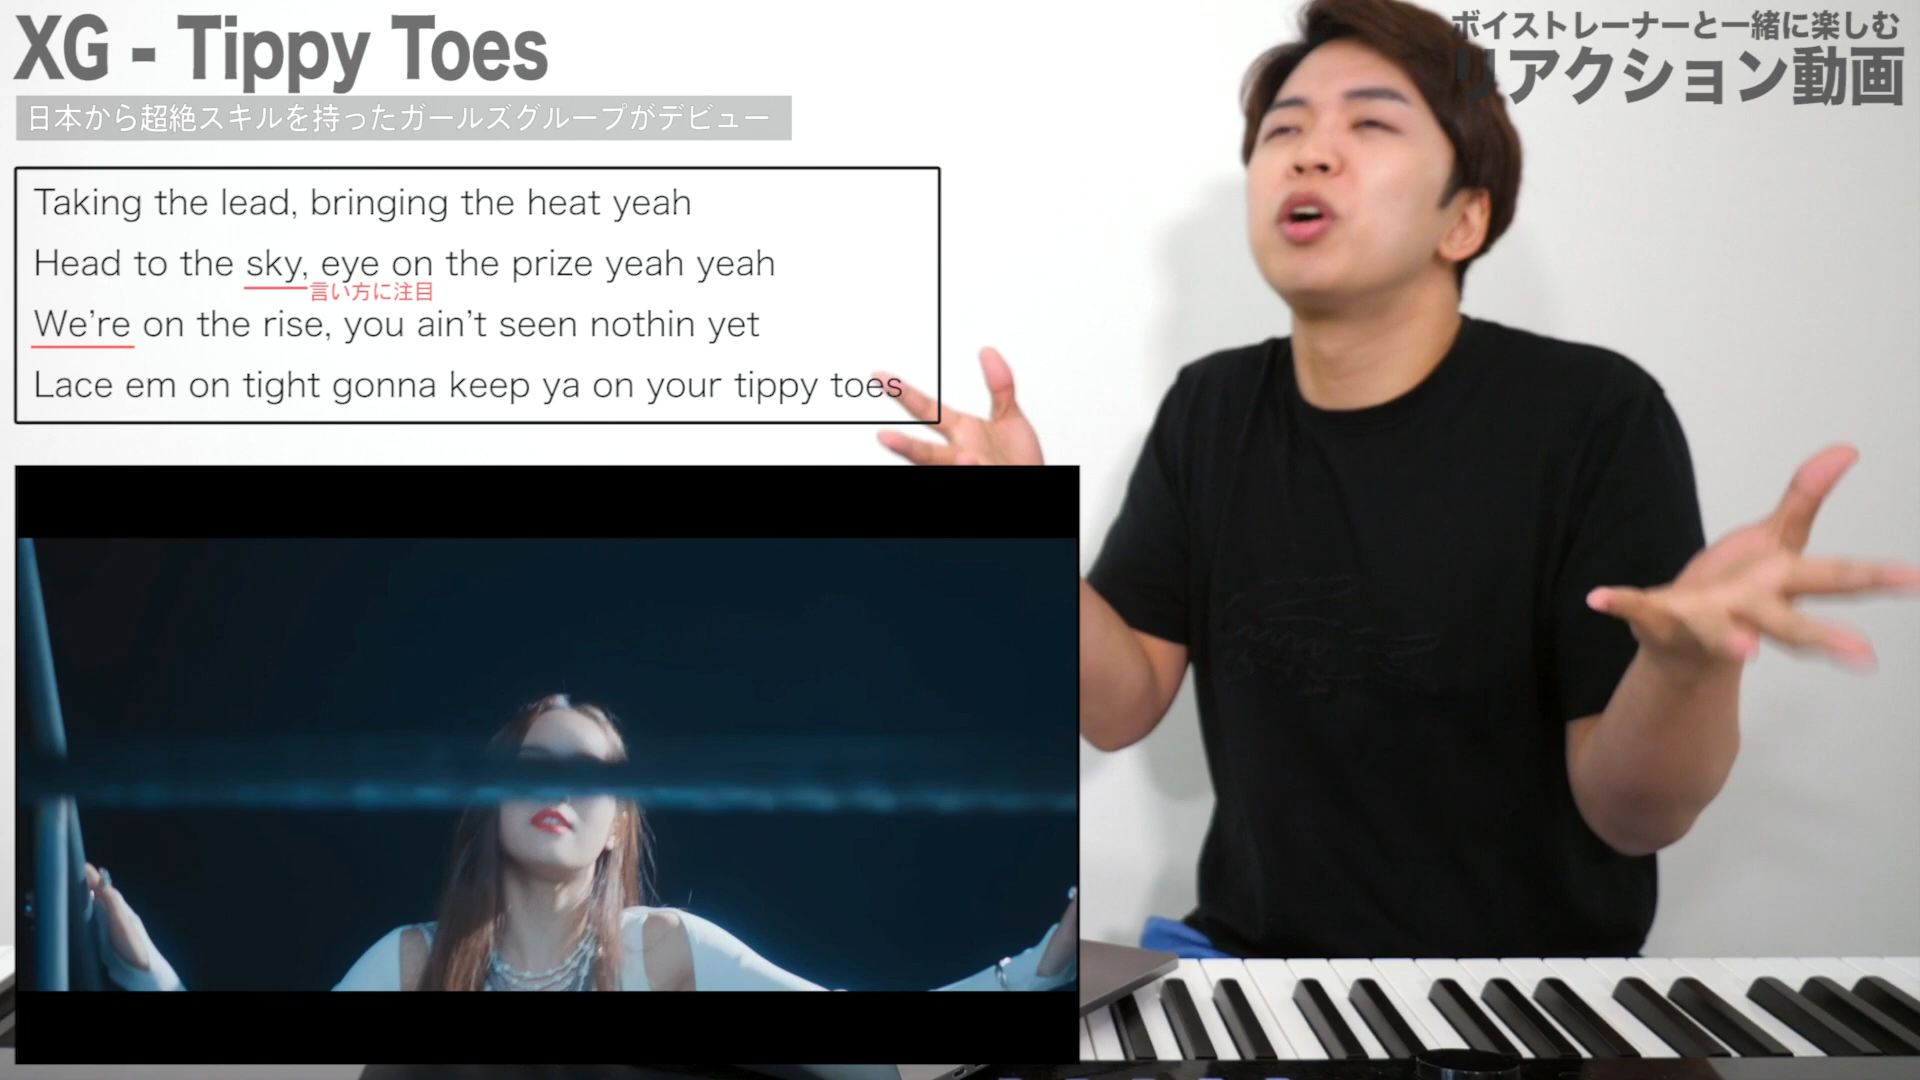 XG - Tippy Toes
ボイストレーナーと一緒に楽しむ
リアクション動画
日本から超絶スキルを持ったガールズグループがデビュー
Taking the lead, bringing the heat yeah
Head to the sky, eye on the prize yeah yeah
言い方に注目
We're on the rise, you ain't seen nothin yet
Lace em on tight gonna keep ya on your tippy toes